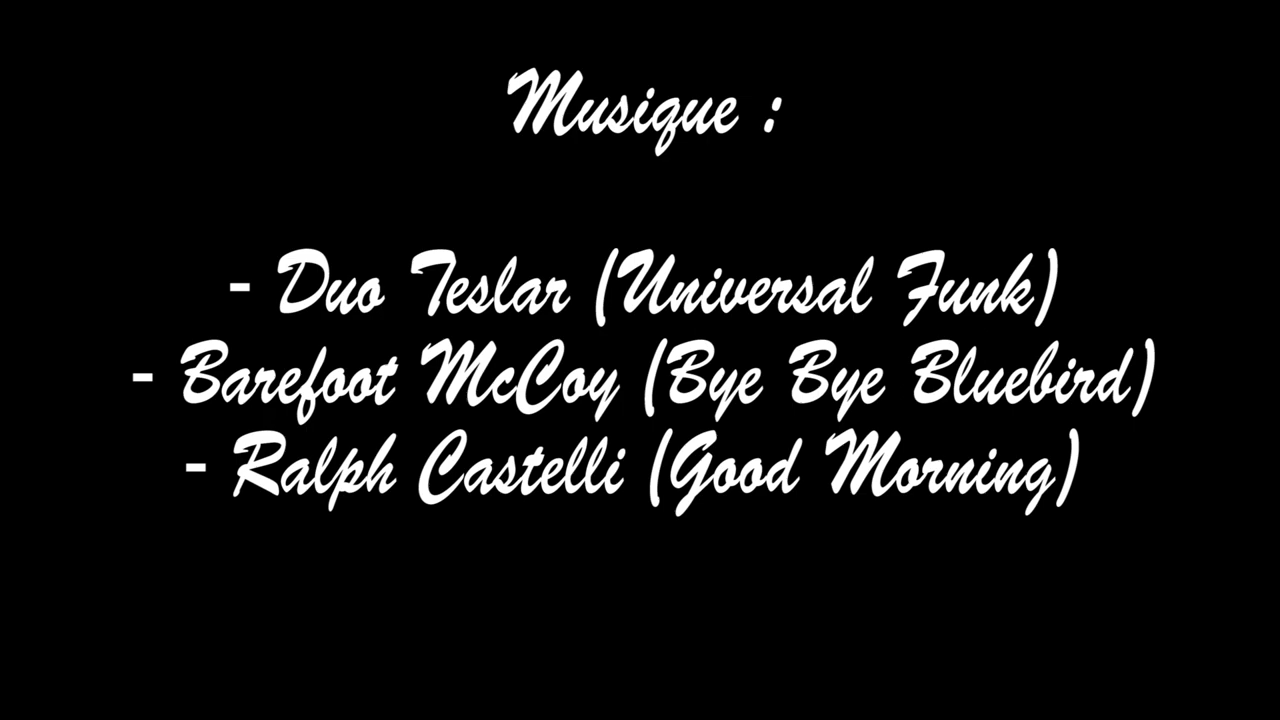 Musique :
- Duo Teslar (Universal Funk)
- Barefoot McCoy (Bye Bye Bluebird)
- Ralph Castelli (Good Morning)